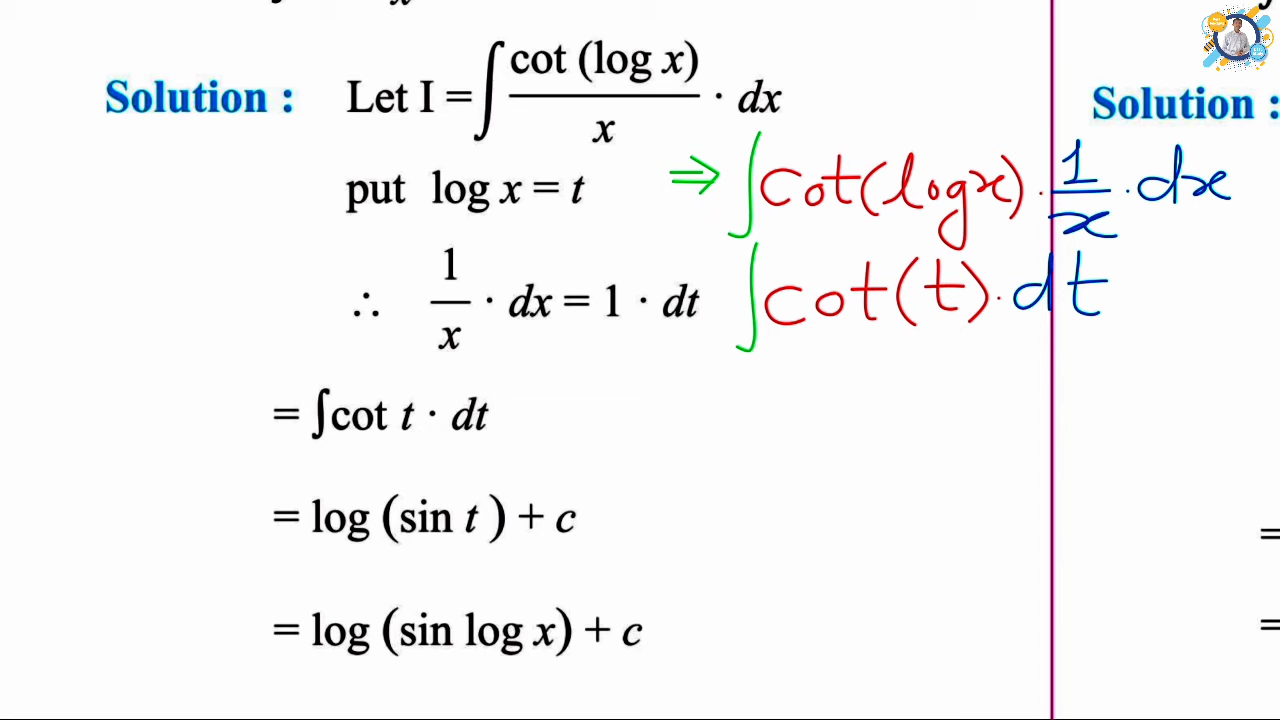 Solution : Let I = ∫ cot (log x) / x · dx
put log x = t ⇒ ∫ cot(logx) · 1/x · dx
∴ 1/x · dx = 1 · dt ∫ cot(t) · dt
= ∫cot t · dt
= log (sin t ) + c
= log (sin log x) + c
Solution :
=
=